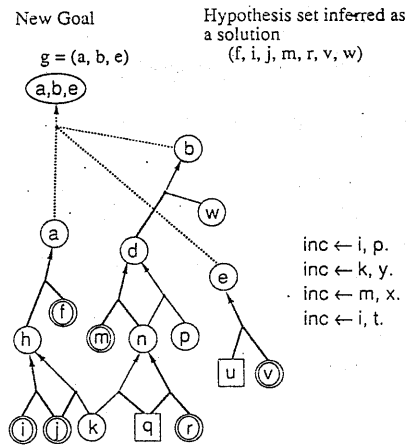 New Goal
Hypothesis set inferred as
a solution
g = (a, b, e)
(f, i, j, m, r, v, w)
a,b,e
b
w
a
d
e
inc ← i, p.
inc ← k, y.
inc ← m, x.
inc ← i, t.
f
h
m
n
p
u
v
i
j
k
q
r